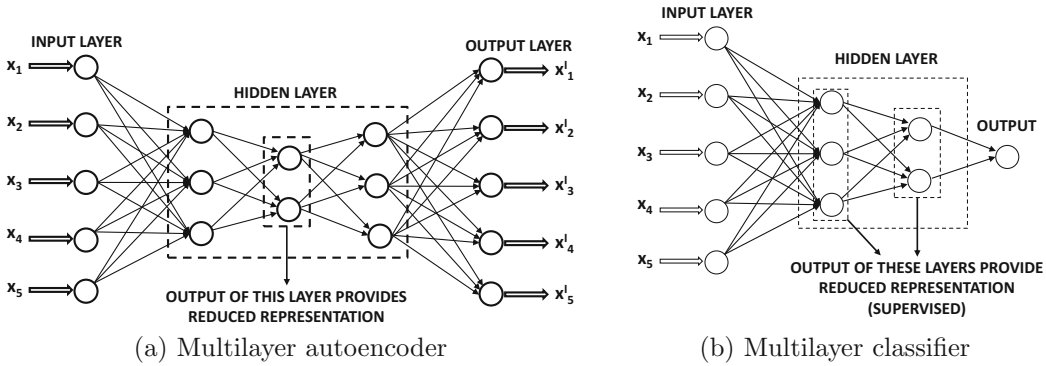 INPUT LAYER
x1
x2
x3
x4
x5
HIDDEN LAYER
OUTPUT LAYER
xI1
xI2
xI3
xI4
xI5
OUTPUT OF THIS LAYER PROVIDES
REDUCED REPRESENTATION
(a) Multilayer autoencoder
INPUT LAYER
x1
x2
x3
x4
x5
HIDDEN LAYER
OUTPUT
OUTPUT OF THESE LAYERS PROVIDE
REDUCED REPRESENTATION
(SUPERVISED)
(b) Multilayer classifier